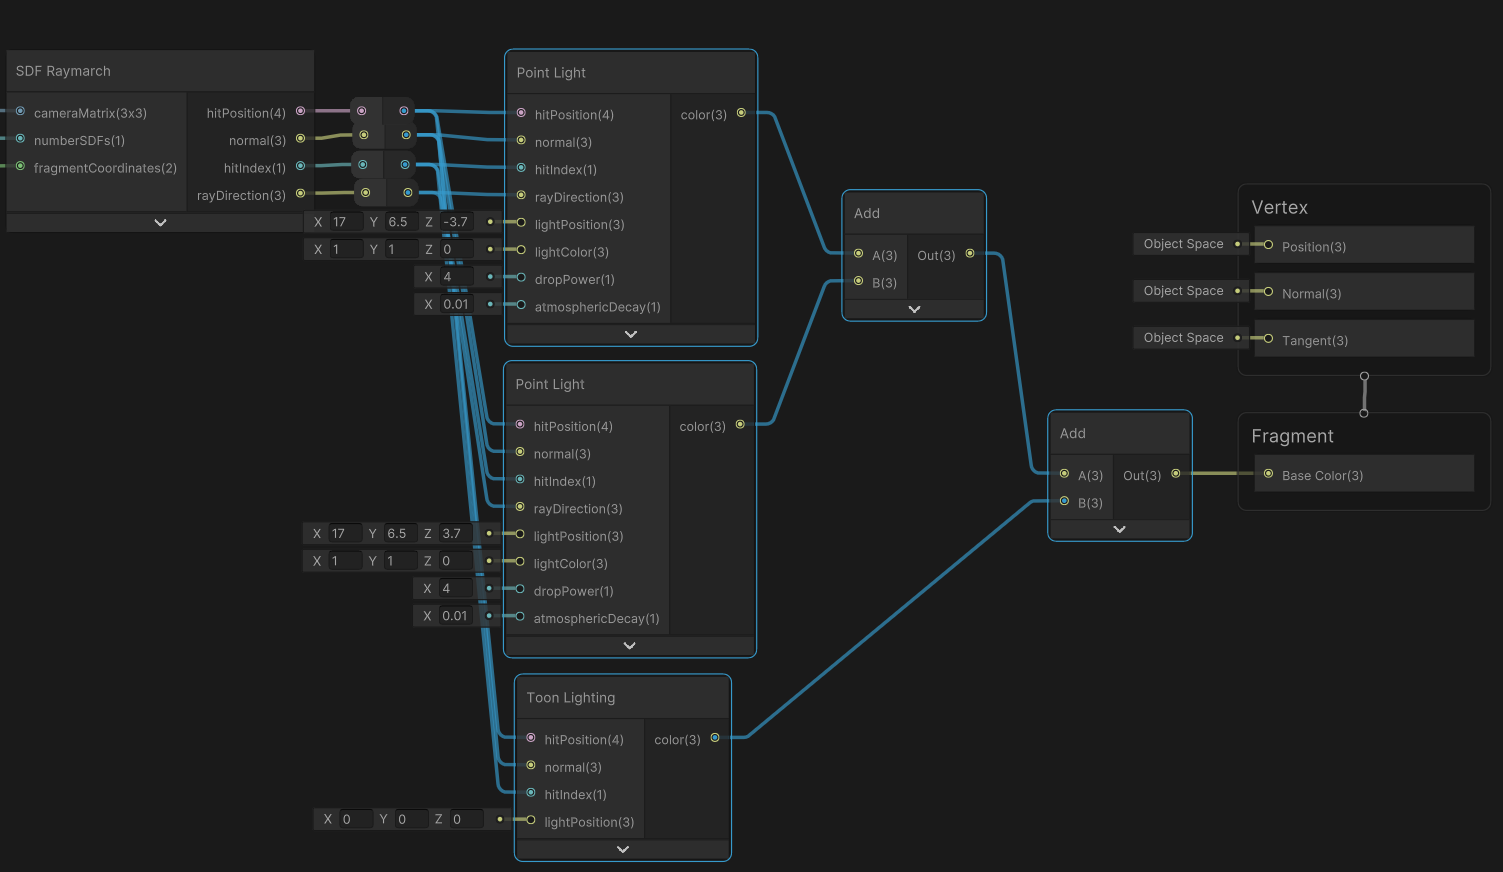 SDF Raymarch
cameraMatrix(3x3) hitPosition(4)
numberSDFs(1) normal(3)
fragmentCoordinates(2) hitIndex(1)
rayDirection(3)
Point Light
hitPosition(4) color(3)
normal(3)
hitIndex(1)
rayDirection(3)
X 17 Y 6.5 Z -3.7 lightPosition(3)
X 1 Y 1 Z 0 lightColor(3)
X 4 dropPower(1)
X 0.01 atmosphericDecay(1)
Point Light
hitPosition(4) color(3)
normal(3)
hitIndex(1)
rayDirection(3)
X 17 Y 6.5 Z 3.7 lightPosition(3)
X 1 Y 1 Z 0 lightColor(3)
X 4 dropPower(1)
X 0.01 atmosphericDecay(1)
Toon Lighting
hitPosition(4) color(3)
normal(3)
hitIndex(1)
X 0 Y 0 Z 0 lightPosition(3)
Add
A(3) Out(3)
B(3)
Add
A(3) Out(3)
B(3)
Vertex
Object Space Position(3)
Object Space Normal(3)
Object Space Tangent(3)
Fragment
Base Color(3)